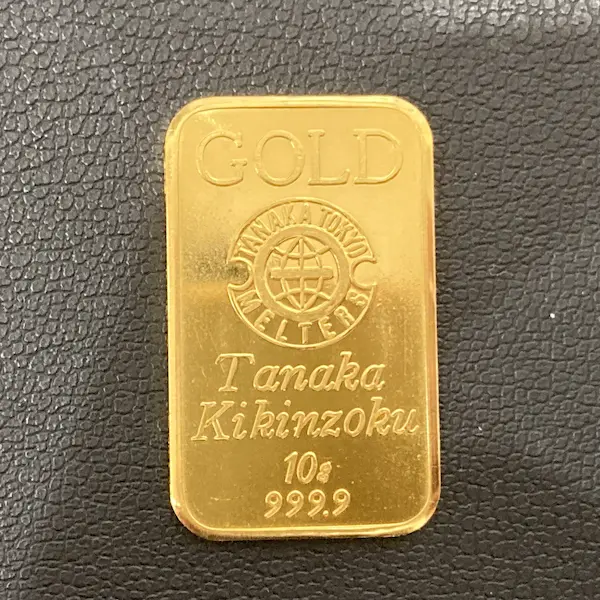 GOLD
TANAKA TOKYO
MELTERS
Tanaka
Kikinzoku
10g
999.9